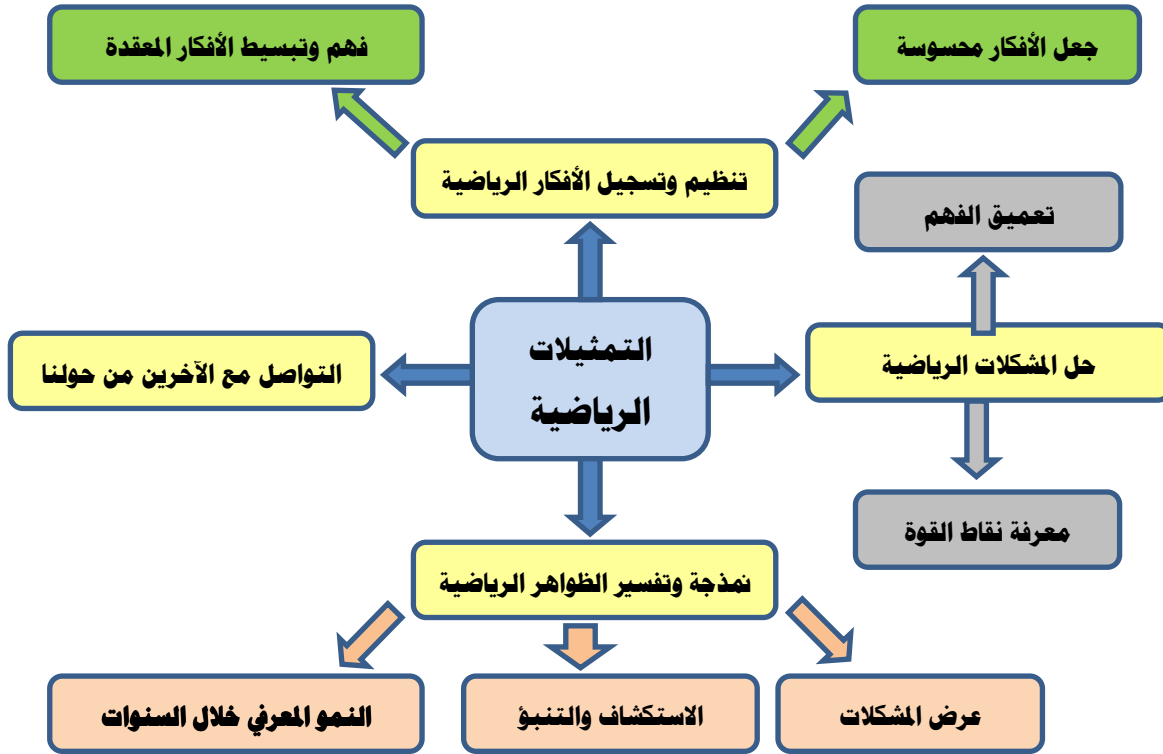 جعل الأفكار محسوسة
فهم وتبسيط الأفكار المعقدة
تنظيم وتسجيل الأفكار الرياضية
تعميق الفهم
التمثيلات
الرياضية
حل المشكلات الرياضية
التواصل مع الآخرين من حولنا
معرفة نقاط القوة
نمذجة وتفسير الظواهر الرياضية
عرض المشكلات
الاستكشاف والتنبؤ
النمو المعرفي خلال السنوات